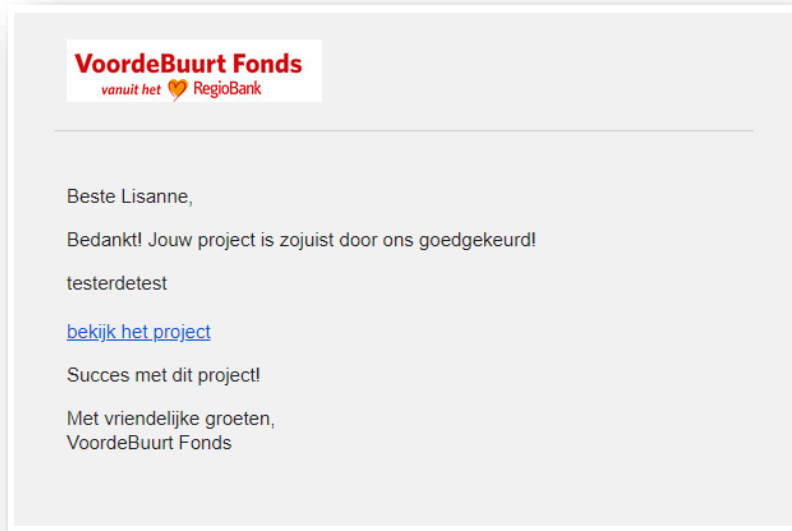 VoordeBuurt Fonds
vanuit het RegioBank
Beste Lisanne,
Bedankt! Jouw project is zojuist door ons goedgekeurd!
testerdetest
bekijk het project
Succes met dit project!
Met vriendelijke groeten,
VoordeBuurt Fonds